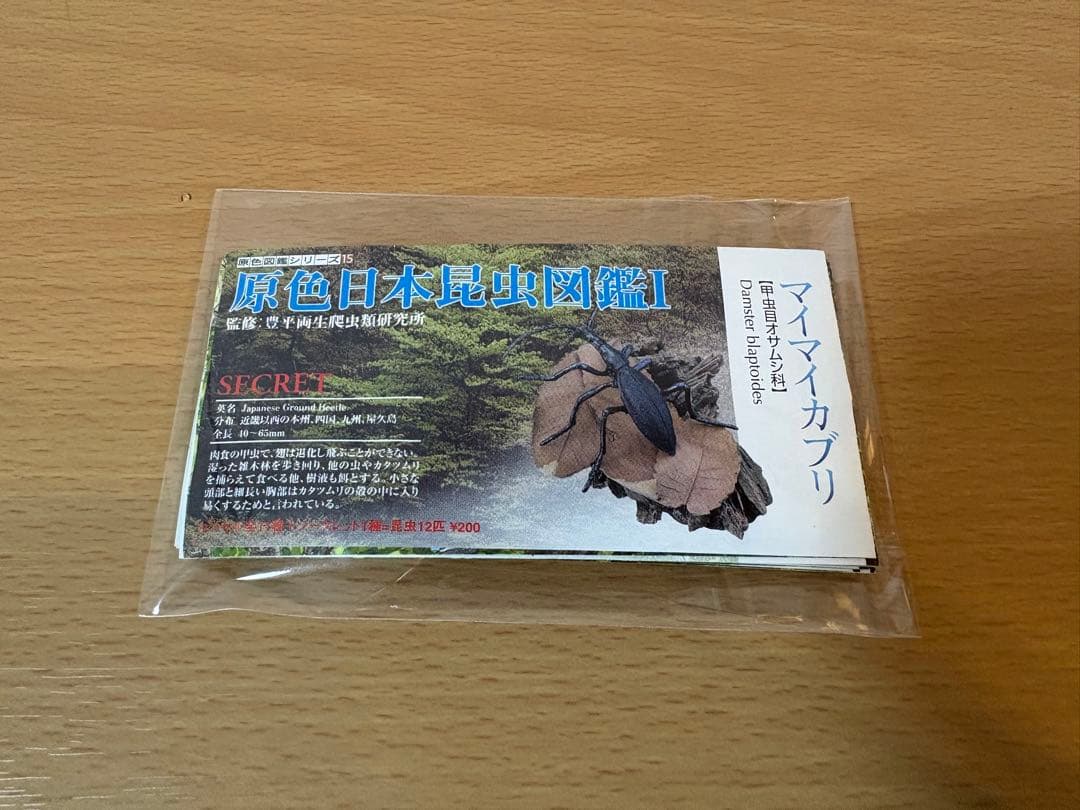 原色図鑑シリーズ15
原色日本昆虫図鑑I
監修:豊平両生爬虫類研究所
SECRET
英名 Japanese Ground Beetle
分布 近畿以西の本州、四国、九州、屋久島
全長 40～65mm
肉食の甲虫で、翅は退化し飛ぶことができない。
湿った雑木林を歩き回り、他の虫やカタツムリ
を捕らえて食べる他、樹液も餌とする。小さな
頭部と細長い胸部はカタツムリの殻の中に入り
易くするためと言われている。
1種=昆虫12匹 ¥200
マイマイカブリ
【甲虫目オサムシ科】
Damster blaptoides